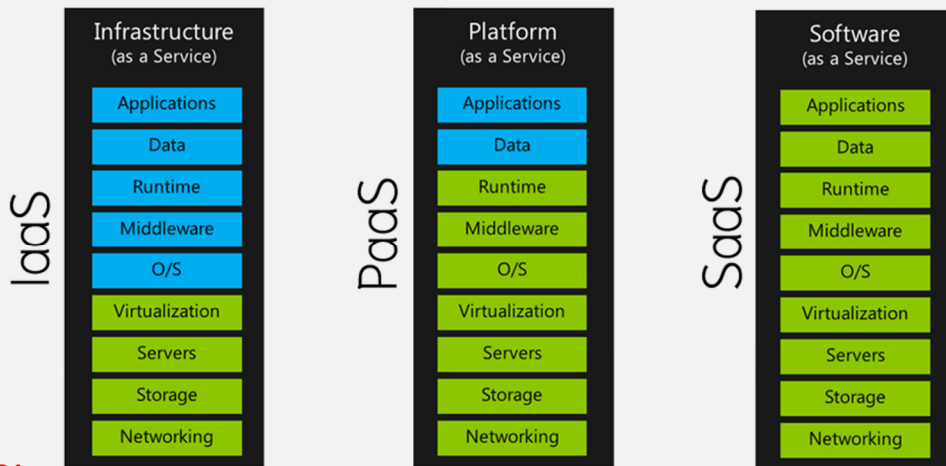 IaaS
Infrastructure
(as a Service)
Applications
Data
Runtime
Middleware
O/S
Virtualization
Servers
Storage
Networking
PaaS
Platform
(as a Service)
Applications
Data
Runtime
Middleware
O/S
Virtualization
Servers
Storage
Networking
SaaS
Software
(as a Service)
Applications
Data
Runtime
Middleware
O/S
Virtualization
Servers
Storage
Networking